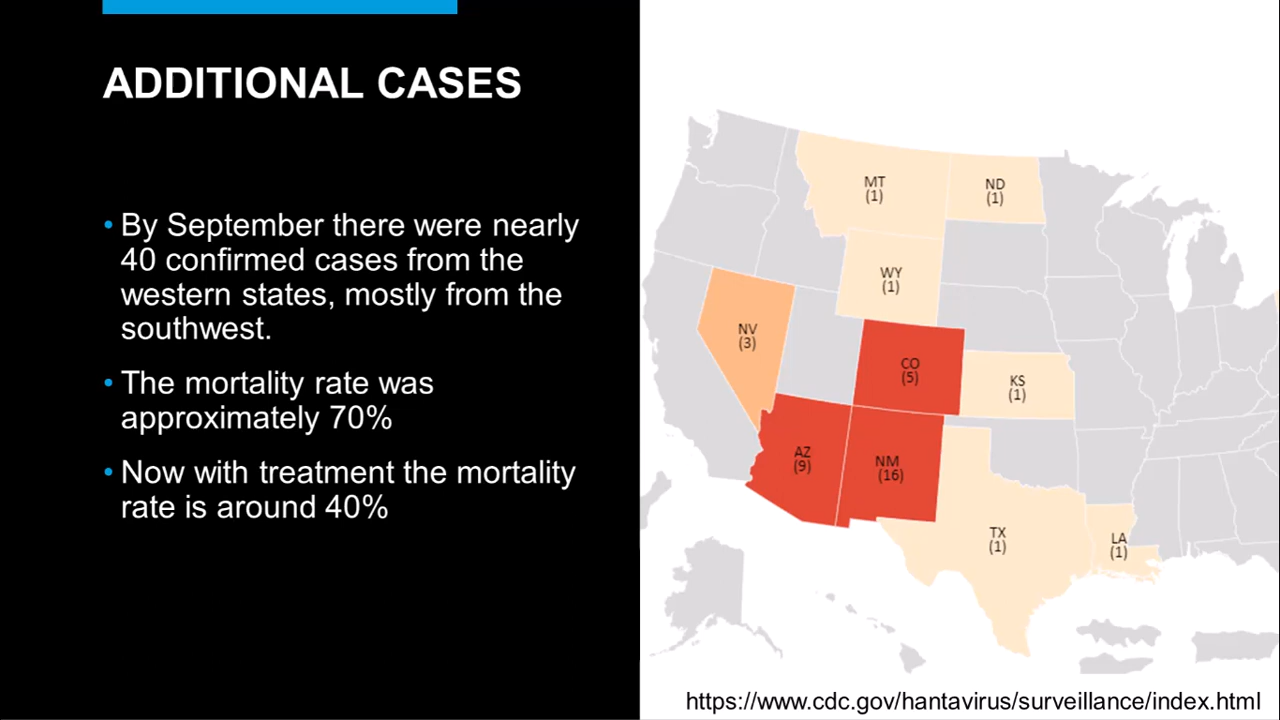 ADDITIONAL CASES
• By September there were nearly
40 confirmed cases from the
western states, mostly from the
southwest.
• The mortality rate was
approximately 70%
• Now with treatment the mortality
rate is around 40%
MT
(1)
ND
(1)
WY
(1)
NV
(3)
CO
(5)
KS
(1)
AZ
(9)
NM
(16)
TX
(1)
LA
(1)
https://www.cdc.gov/hantavirus/surveillance/index.html